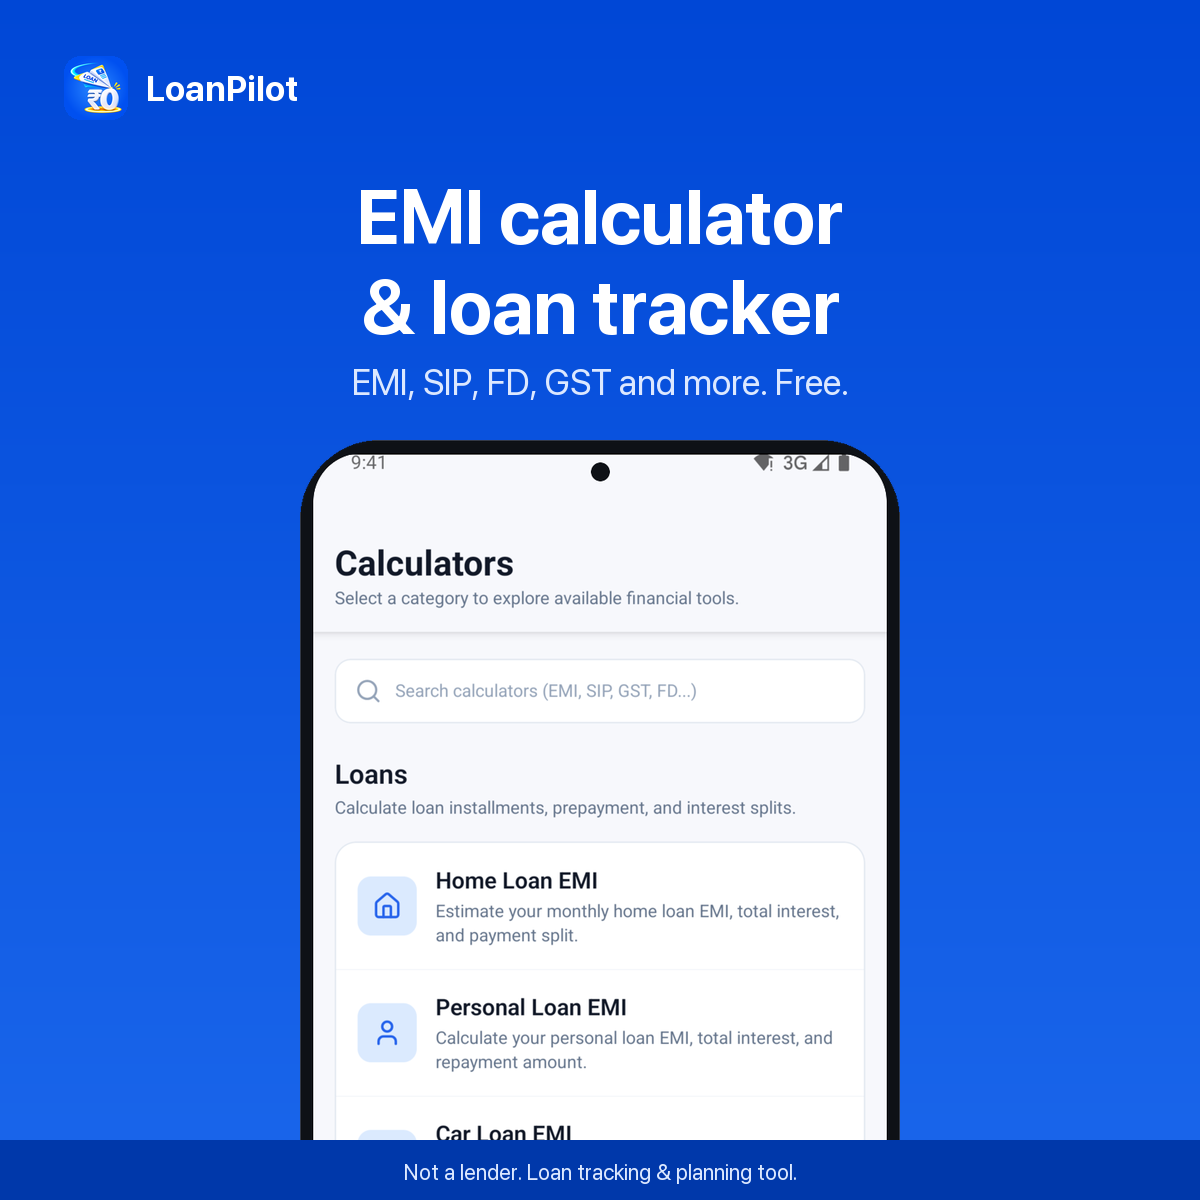 LOAN
₹0
LoanPilot
EMI calculator
& loan tracker
EMI, SIP, FD, GST and more. Free.
9:41
3G
Calculators
Select a category to explore available financial tools.
Search calculators (EMI, SIP, GST, FD...)
Loans
Calculate loan installments, prepayment, and interest splits.
Home Loan EMI
Estimate your monthly home loan EMI, total interest,
and payment split.
Personal Loan EMI
Calculate your personal loan EMI, total interest, and
repayment amount.
Car Loan EMI
Not a lender. Loan tracking & planning tool.